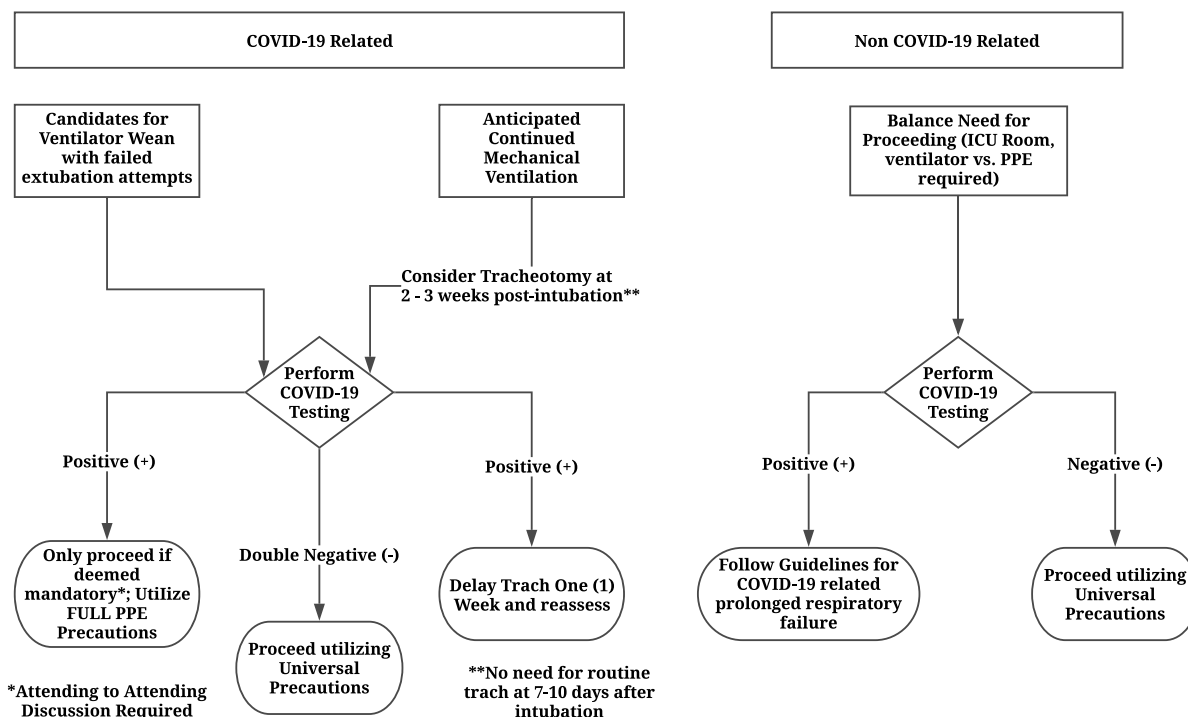 COVID-19 Related
Non COVID-19 Related
Candidates for
Ventilator Wean
with failed
extubation attempts
Anticipated
Continued
Mechanical
Ventilation
Balance Need for
Proceeding (ICU Room,
ventilator vs. PPE
required)
Consider Tracheotomy at
2 - 3 weeks post-intubation**
Perform
COVID-19
Testing
Perform
COVID-19
Testing
Positive (+)
Double Negative (-)
Positive (+)
Positive (+)
Negative (-)
Only proceed if
deemed
mandatory*; Utilize
FULL PPE
Precautions
Proceed utilizing
Universal
Precautions
Delay Trach One (1)
Week and reassess
Follow Guidelines for
COVID-19 related
prolonged respiratory
failure
Proceed utilizing
Universal
Precautions
*Attending to Attending
Discussion Required
**No need for routine
trach at 7-10 days after
intubation